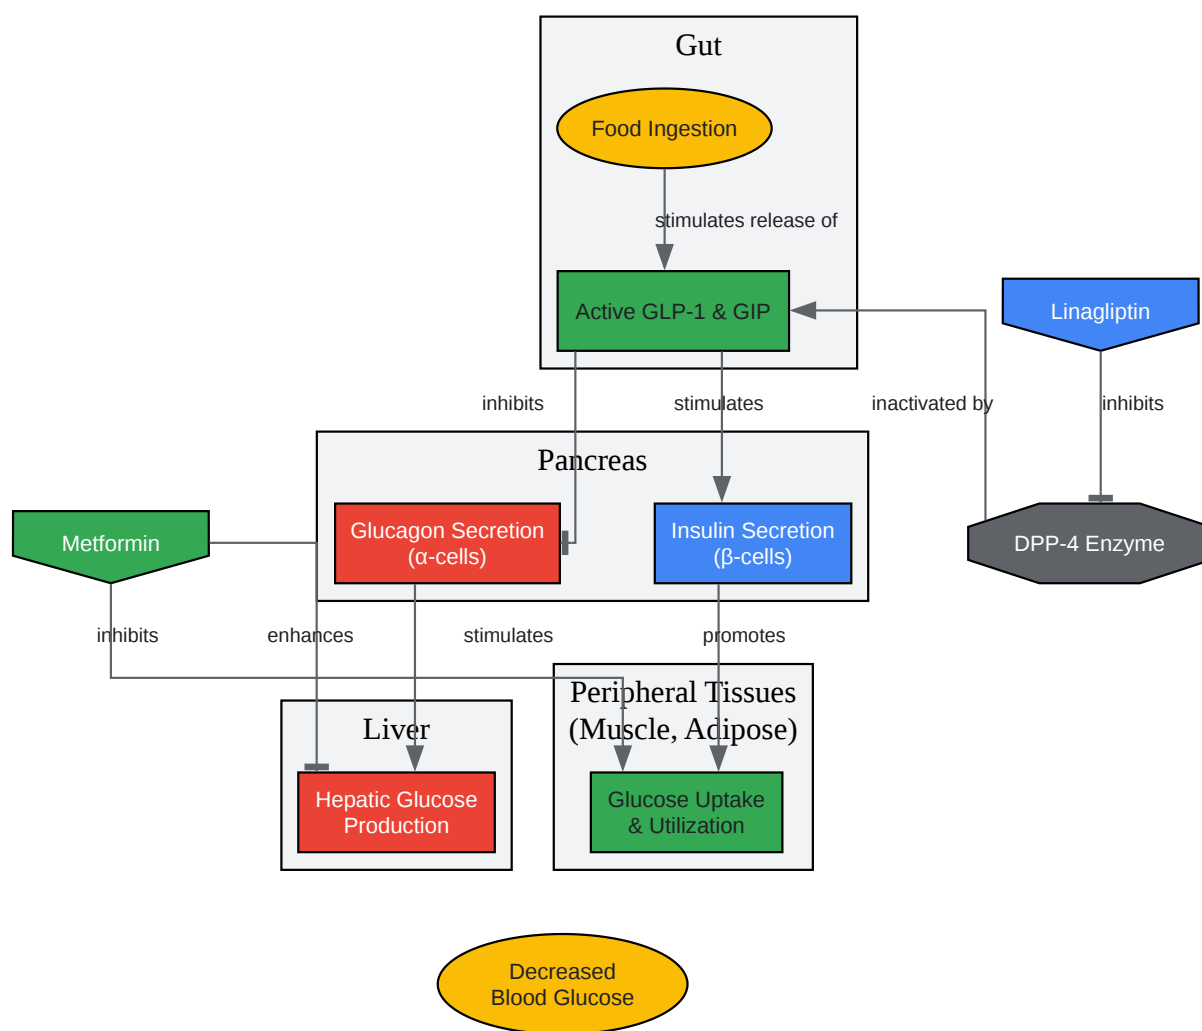 Gut
Food Ingestion
stimulates release of
Active GLP-1 & GIP
Linagliptin
inhibits
stimulates
inactivated by
inhibits
Pancreas
Metformin
Glucagon Secretion
(α-cells)
Insulin Secretion
(β-cells)
DPP-4 Enzyme
inhibits
enhances
stimulates
promotes
Peripheral Tissues
(Muscle, Adipose)
Liver
Hepatic Glucose
Production
Glucose Uptake
& Utilization
Decreased
Blood Glucose